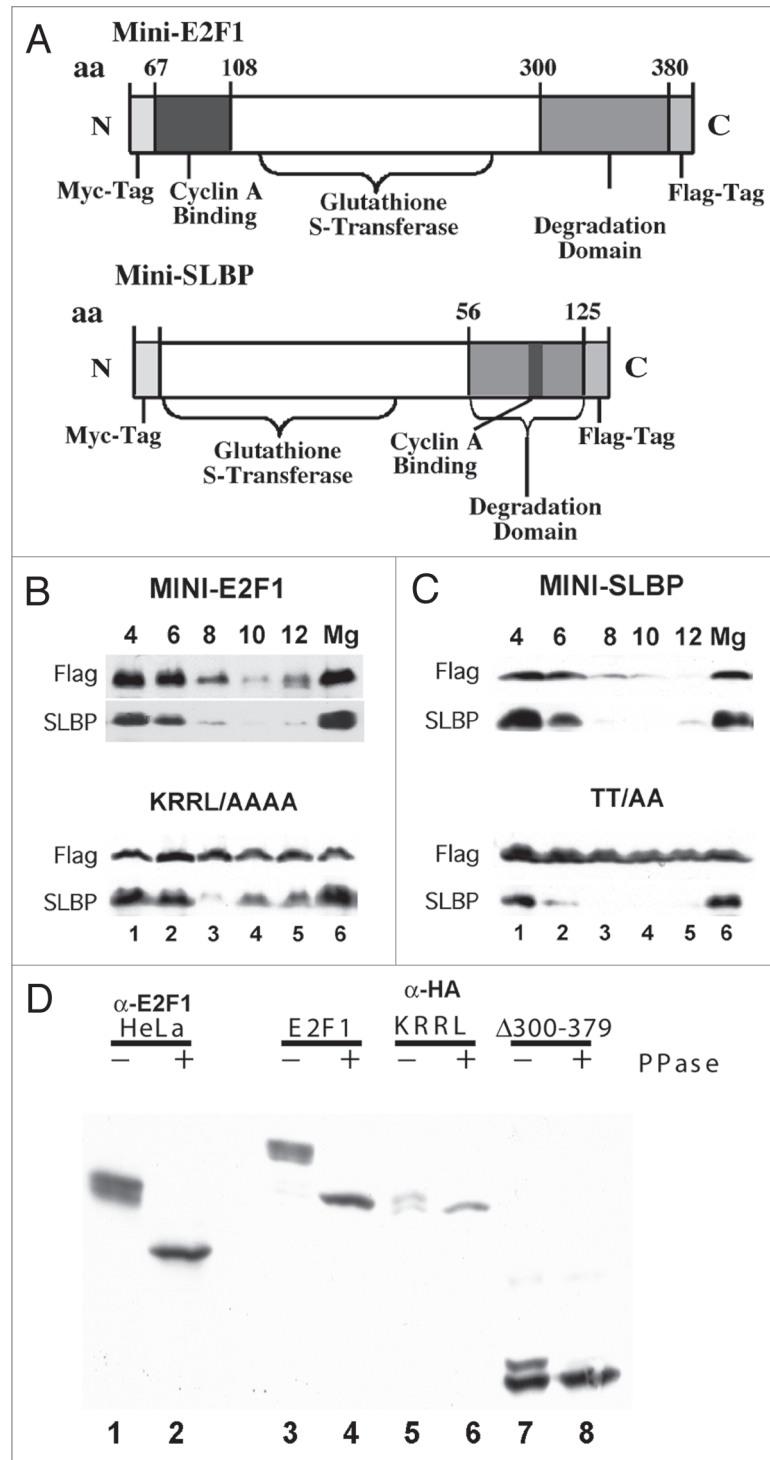 A
Mini-E2F1
aa 67 108 300 380
N C
Myc-Tag Cyclin A Binding Glutathione S-Transferase Degradation Domain Flag-Tag
Mini-SLBP
aa 56 125
N C
Myc-Tag Glutathione S-Transferase Cyclin A Binding Degradation Domain Flag-Tag
B
MINI-E2F1
4 6 8 10 12 Mg
Flag
SLBP
KRRL/AAAA
Flag
SLBP
1 2 3 4 5 6
C
MINI-SLBP
4 6 8 10 12 Mg
Flag
SLBP
TT/AA
Flag
SLBP
1 2 3 4 5 6
D
α-E2F1 α-HA
HeLa E2F1 KRRL Δ300-379
− + − + − + − + PPase
1 2 3 4 5 6 7 8